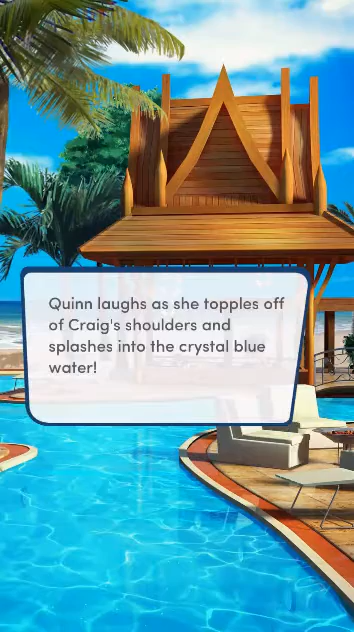 Quinn laughs as she topples off
of Craig's shoulders and
splashes into the crystal blue
water!